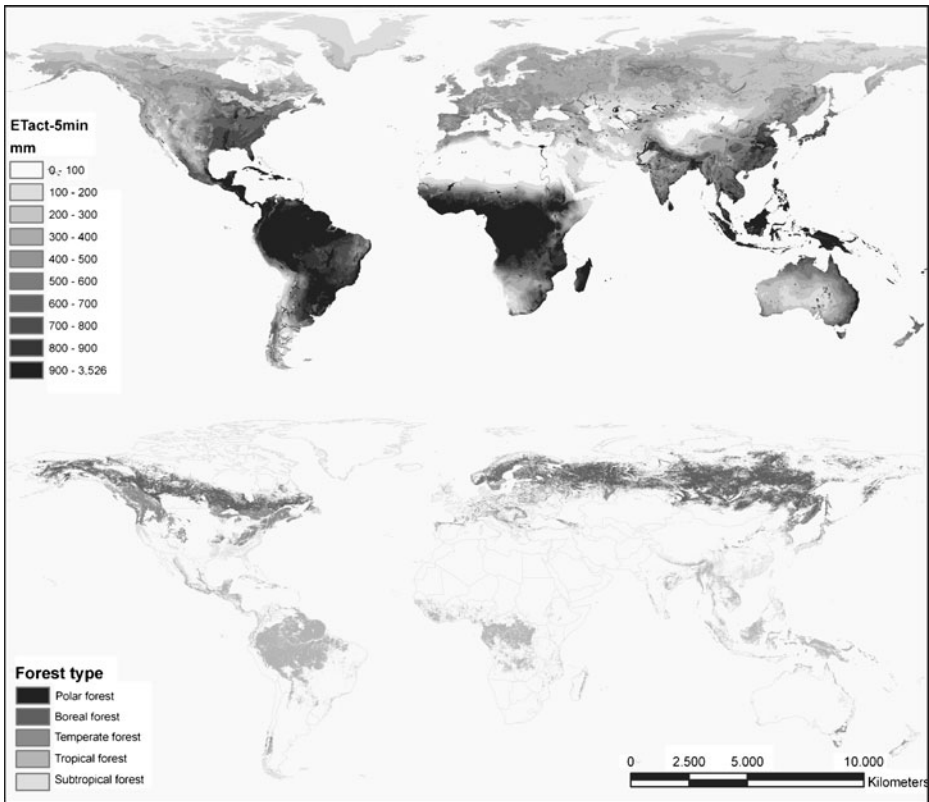 ETact-5min
mm
0 - 100
100 - 200
200 - 300
300 - 400
400 - 500
500 - 600
600 - 700
700 - 800
800 - 900
900 - 3,526
Forest type
Polar forest
Boreal forest
Temperate forest
Tropical forest
Subtropical forest
0 2.500 5.000 10.000
Kilometers